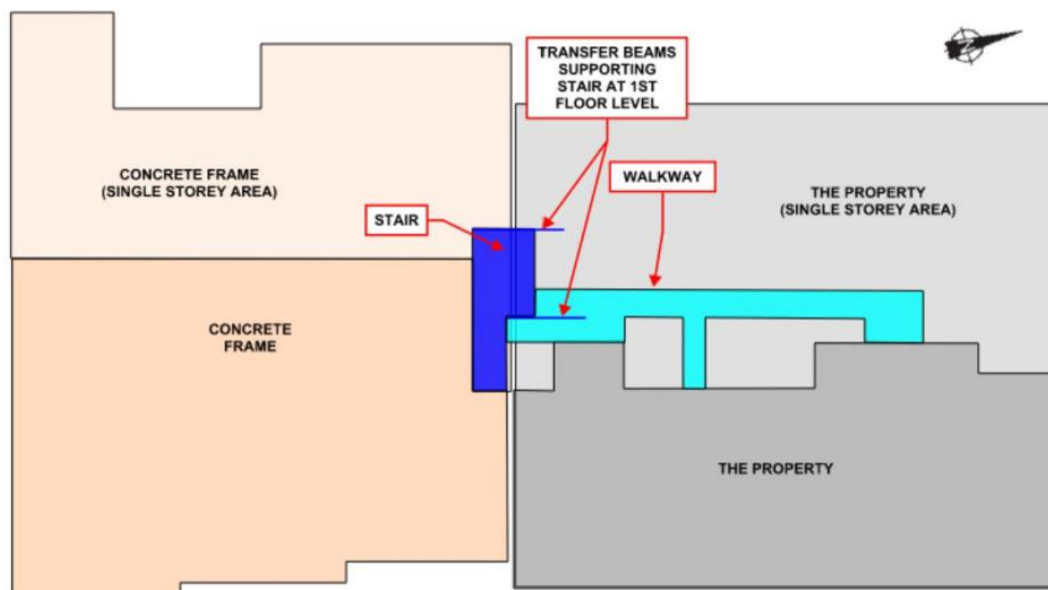 TRANSFER BEAMS
SUPPORTING
STAIR AT 1ST
FLOOR LEVEL
CONCRETE FRAME
(SINGLE STOREY AREA)
WALKWAY
THE PROPERTY
(SINGLE STOREY AREA)
STAIR
CONCRETE
FRAME
THE PROPERTY